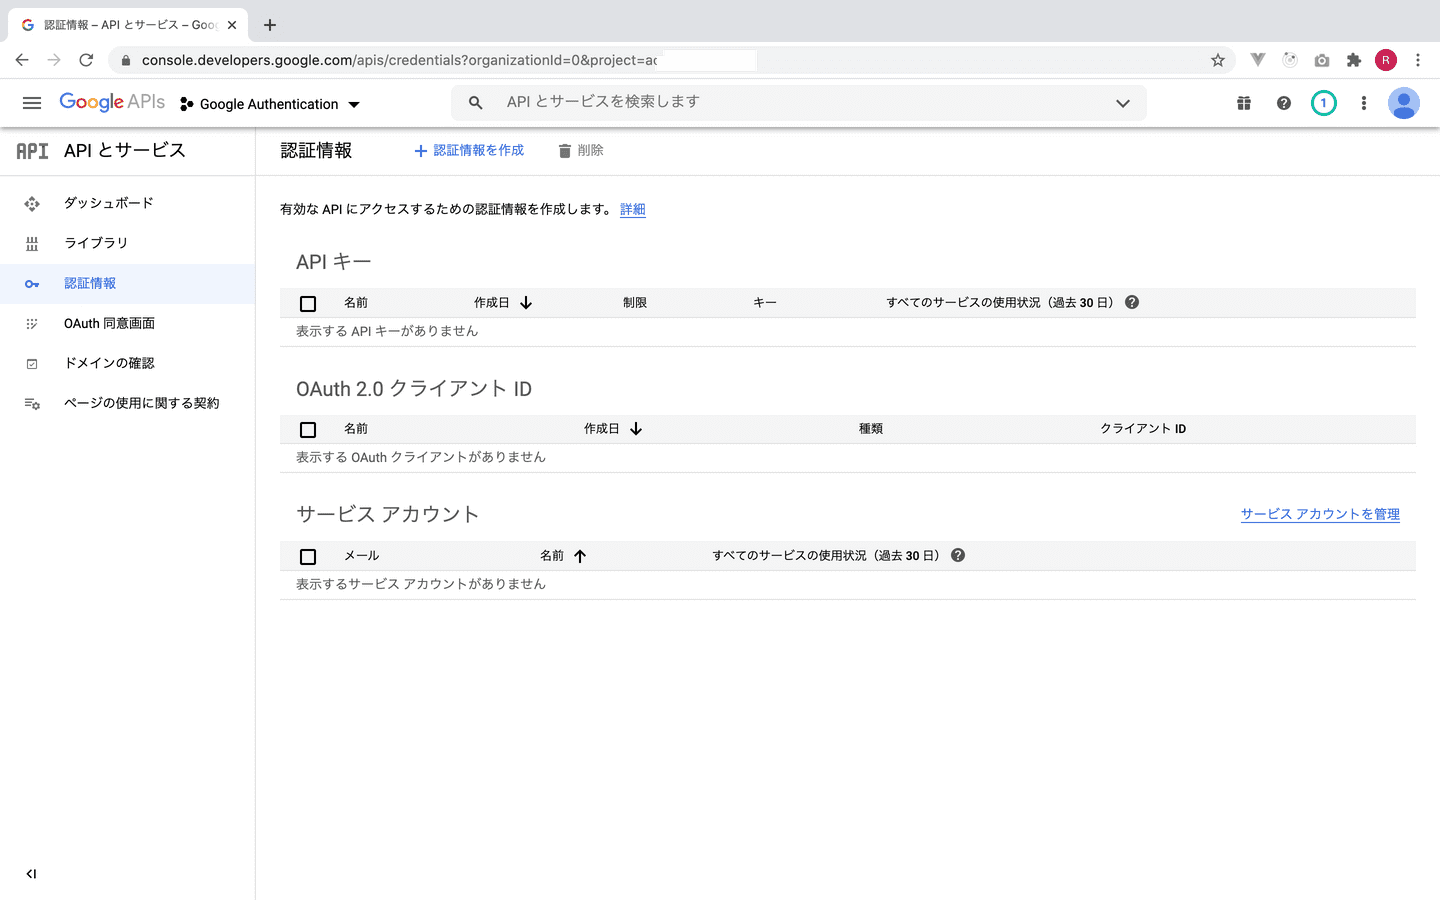 認証情報 – API とサービス – Goo
console.developers.google.com/apis/credentials?organizationId=0&project=ac
R
Google APIs
Google Authentication
API とサービスを検索します
1
API
API とサービス
認証情報
認証情報を作成
削除
ダッシュボード
ライブラリ
認証情報
OAuth 同意画面
ドメインの確認
ページの使用に関する契約
有効な API にアクセスするための認証情報を作成します。 詳細
API キー
名前 作成日 制限 キー すべてのサービスの使用状況（過去 30 日）
表示する API キーがありません
OAuth 2.0 クライアント ID
名前 作成日 種類 クライアント ID
表示する OAuth クライアントがありません
サービス アカウント
サービス アカウントを管理
メール 名前 すべてのサービスの使用状況（過去 30 日）
表示するサービス アカウントがありません